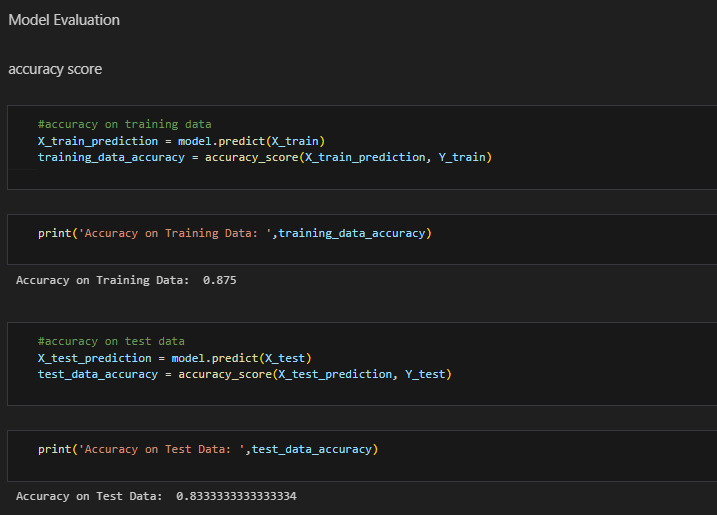 Model Evaluation
accuracy score
#accuracy on training data
X_train_prediction = model.predict(X_train)
training_data_accuracy = accuracy_score(X_train_prediction, Y_train)
print('Accuracy on Training Data: ',training_data_accuracy)
Accuracy on Training Data:  0.875
#accuracy on test data
X_test_prediction = model.predict(X_test)
test_data_accuracy = accuracy_score(X_test_prediction, Y_test)
print('Accuracy on Test Data: ',test_data_accuracy)
Accuracy on Test Data:  0.8333333333333334